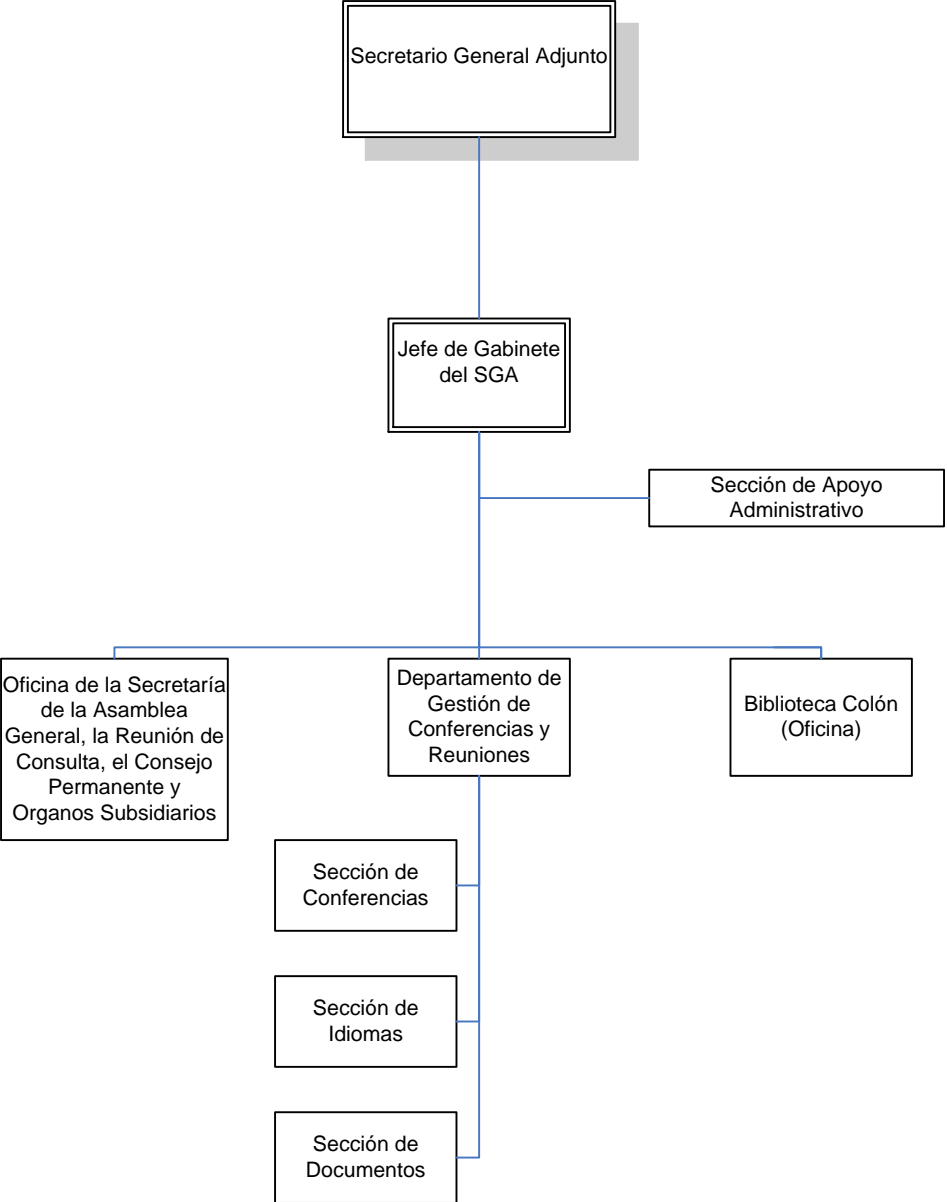 Secretario General Adjunto
Jefe de Gabinete
del SGA
Sección de Apoyo
Administrativo
Oficina de la Secretaría
de la Asamblea
General, la Reunión de
Consulta, el Consejo
Permanente y
Organos Subsidiarios
Departamento de
Gestión de
Conferencias y
Reuniones
Biblioteca Colón
(Oficina)
Sección de
Conferencias
Sección de
Idiomas
Sección de
Documentos